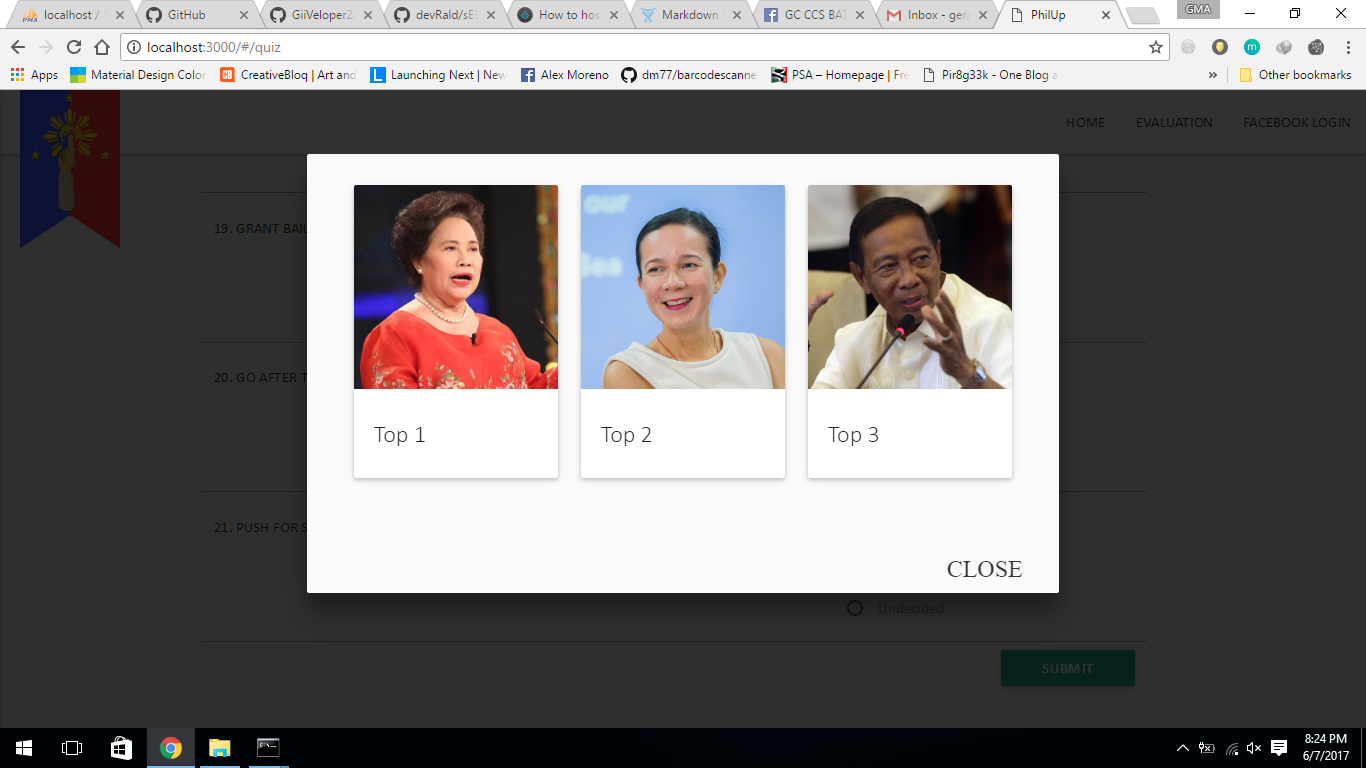 localhost /
GitHub
GiiVeloper2
devRald/sE
How to hos
Markdown
GC CCS BAT
Inbox - ger
PhilUp
GMA
localhost:3000/#/quiz
Apps
Material Design Color
CreativeBloq | Art and
Launching Next | New
Alex Moreno
dm77/barcodescanne
PSA – Homepage | Fre
Pir8g33k - One Blog a
»
Other bookmarks
HOME
EVALUATION
FACEBOOK LOGIN
19. GRANT BAIL
20. GO AFTER T
21. PUSH FOR S
our
Sea
Top 1
Top 2
Top 3
CLOSE
Undecided
SUBMIT
8:24 PM
6/7/2017